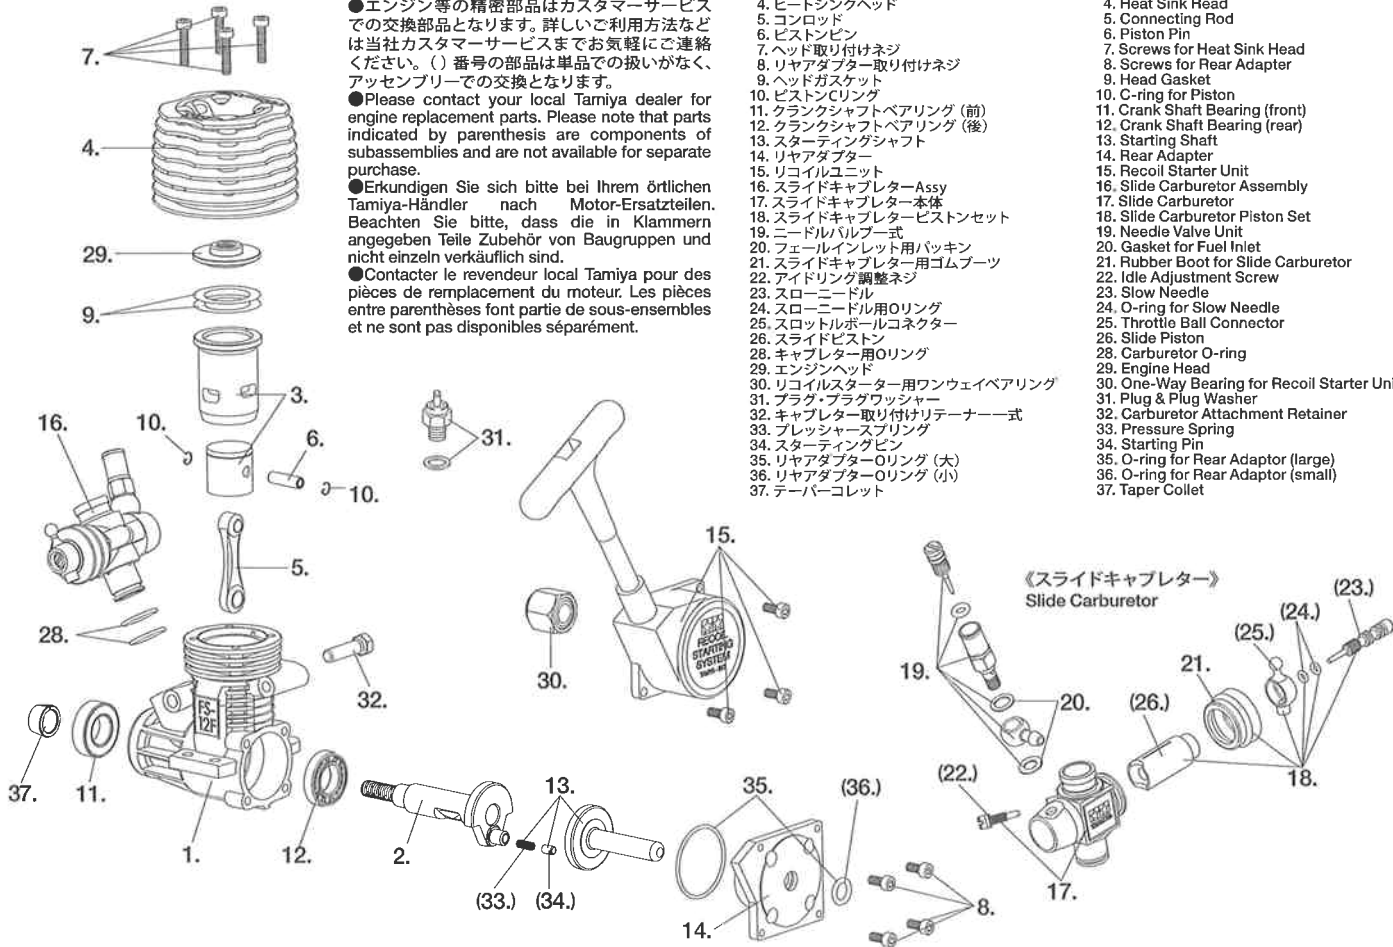 ●エンジン等の精密部品はカスタマーサービス
での交換部品となります。詳しいご利用方法など
は当社カスタマーサービスまでお気軽にご連絡
ください。（）番号の部品は単品での扱いがなく、
アッセンブリーでの交換となります。
●Please contact your local Tamiya dealer for
engine replacement parts. Please note that parts
indicated by parenthesis are components of
subassemblies and are not available for separate
purchase.
●Erkundigen Sie sich bitte bei Ihrem örtlichen
Tamiya-Händler nach Motor-Ersatzteilen.
Beachten Sie bitte, dass die in Klammern
angegeben Teile Zubehör von Baugruppen und
nicht einzeln verkäuflich sind.
●Contacter le revendeur local Tamiya pour des
pièces de remplacement du moteur. Les pièces
entre parenthèses font partie de sous-ensembles
et ne sont pas disponibles séparément.
4. ヒートシンクヘッド
5. コンロッド
6. ピストンピン
7. ヘッド取り付けネジ
8. リヤアダプター取り付けネジ
9. ヘッドガスケット
10. ピストンCリング
11. クランクシャフトベアリング（前）
12. クランクシャフトベアリング（後）
13. スターティングシャフト
14. リヤアダプター
15. リコイルユニット
16. スライドキャブレターAssy
17. スライドキャブレター本体
18. スライドキャブレターピストンセット
19. ニードルバルブ一式
20. フェールインレット用パッキン
21. スライドキャブレター用ゴムブーツ
22. アイドリング調整ネジ
23. スローニードル
24. スローニードル用Oリング
25. スロットルボールコネクター
26. スライドピストン
28. キャブレター用Oリング
29. エンジンヘッド
30. リコイルスターター用ワンウェイベアリング
31. プラグ・プラグワッシャー
32. キャブレター取り付けリテーナー一式
33. プレッシャースプリング
34. スターティングピン
35. リヤアダプターOリング（大）
36. リヤアダプターOリング（小）
37. テーパーコレット
4. Heat Sink Head
5. Connecting Rod
6. Piston Pin
7. Screws for Heat Sink Head
8. Screws for Rear Adapter
9. Head Gasket
10. C-ring for Piston
11. Crank Shaft Bearing (front)
12. Crank Shaft Bearing (rear)
13. Starting Shaft
14. Rear Adapter
15. Recoil Starter Unit
16. Slide Carburetor Assembly
17. Slide Carburetor
18. Slide Carburetor Piston Set
19. Needle Valve Unit
20. Gasket for Fuel Inlet
21. Rubber Boot for Slide Carburetor
22. Idle Adjustment Screw
23. Slow Needle
24. O-ring for Slow Needle
25. Throttle Ball Connector
26. Slide Piston
28. Carburetor O-ring
29. Engine Head
30. One-Way Bearing for Recoil Starter Uni
31. Plug & Plug Washer
32. Carburetor Attachment Retainer
33. Pressure Spring
34. Starting Pin
35. O-ring for Rear Adaptor (large)
36. O-ring for Rear Adaptor (small)
37. Taper Collet
7.
4.
29.
9.
3.
16.
10.
6.
10.
31.
5.
28.
32.
FS-
12F
37.
11.
1.
12.
2.
13.
(33.)
(34.)
15.
RECOIL
STARTING
SYSTEM
30.
35.
(36.)
14.
8.
《スライドキャブレター》
Slide Carburetor
(23.)
(24.)
(25.)
21.
19.
20.
(26.)
18.
(22.)
17.